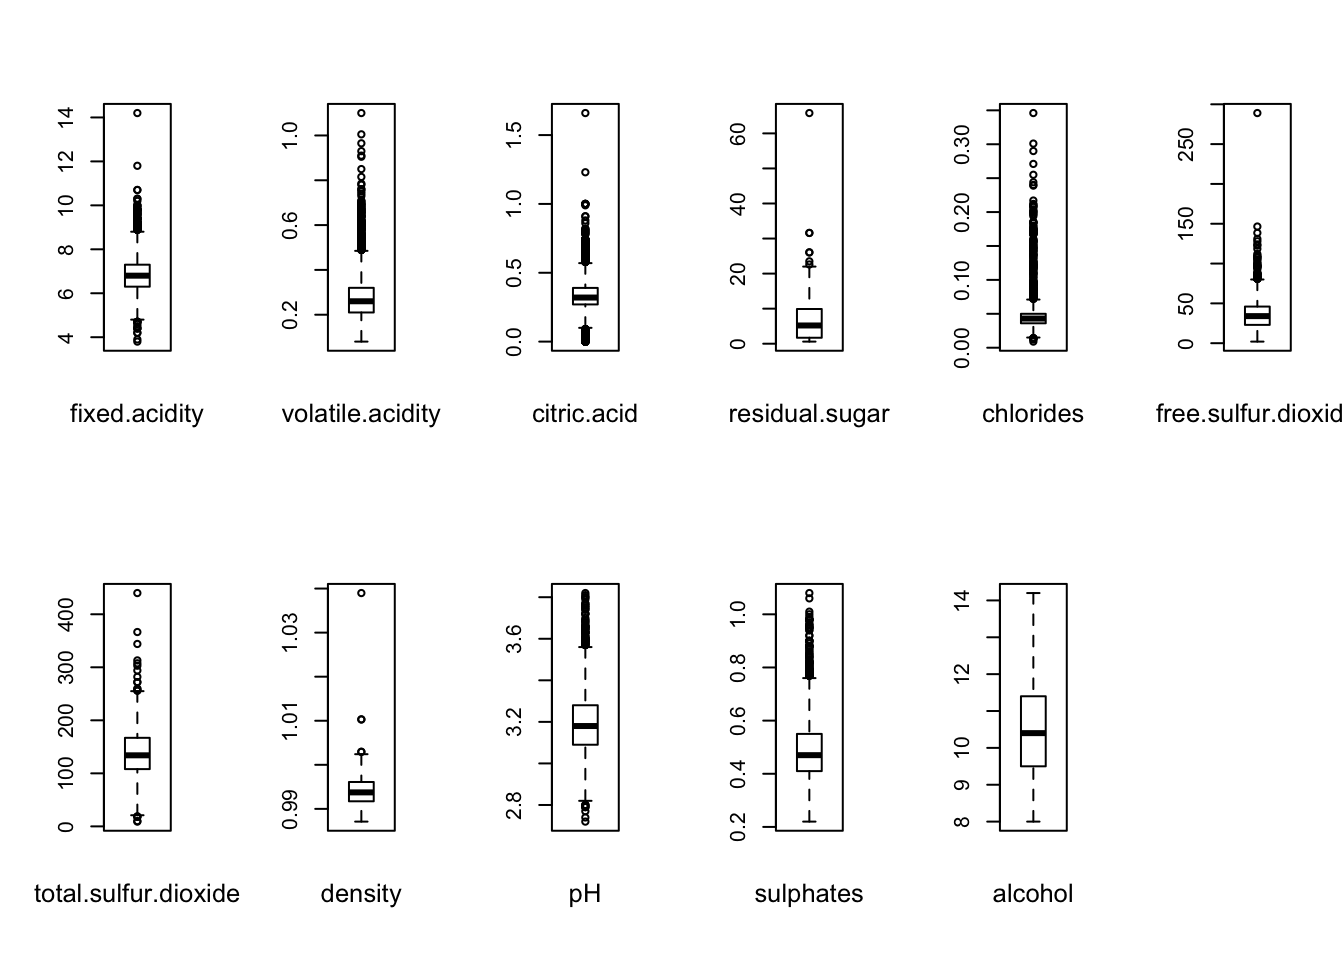 4 6 8 10 12 14
0.2 0.6 1.0
0.0 0.5 1.0 1.5
0 20 40 60
0.00 0.10 0.20 0.30
0 50 150 250
fixed.acidity volatile.acidity citric.acid residual.sugar chlorides free.sulfur.dioxid
0 100 200 300 400
0.99 1.01 1.03
2.8 3.2 3.6
0.2 0.4 0.6 0.8 1.0
8 9 10 12 14
total.sulfur.dioxide density pH sulphates alcohol